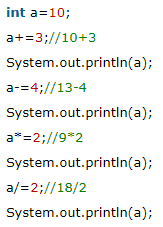 int a=10;
a+=3;//10+3
System.out.println(a);
a-=4;//13-4
System.out.println(a);
a*=2;//9*2
System.out.println(a);
a/=2;//18/2
System.out.println(a);